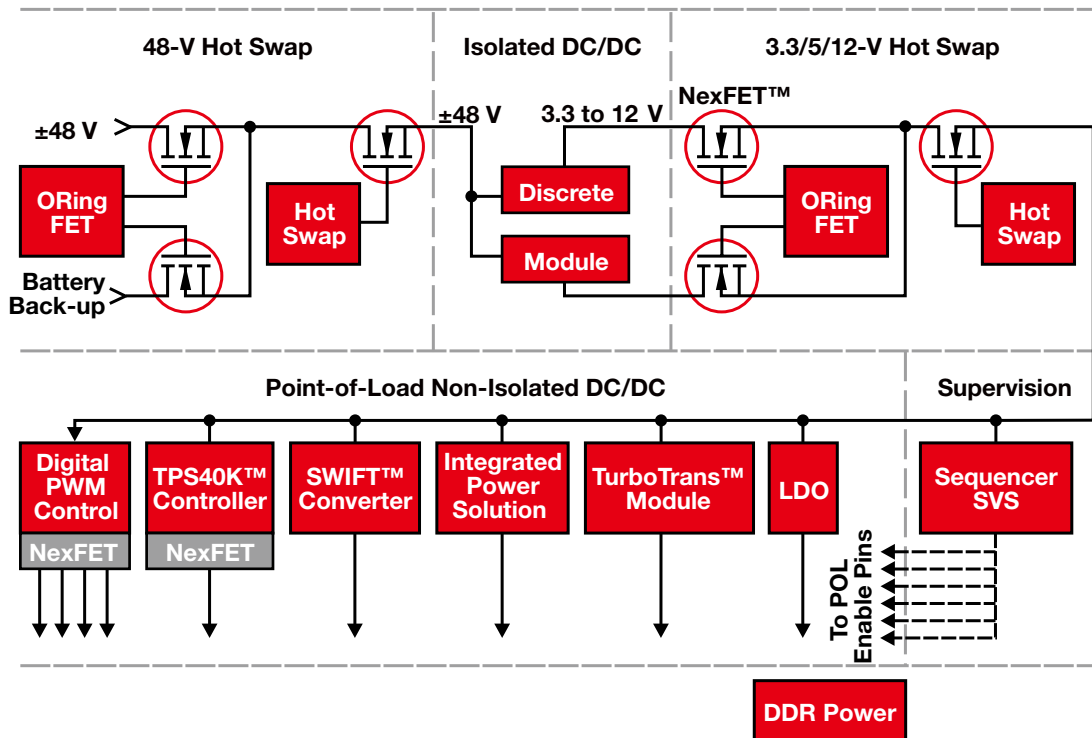 48-V Hot Swap
Isolated DC/DC
3.3/5/12-V Hot Swap
NexFET™
±48 V
±48 V
3.3 to 12 V
ORing
FET
Hot
Swap
Discrete
Module
ORing
FET
Hot
Swap
Battery
Back-up
Point-of-Load Non-Isolated DC/DC
Supervision
Digital
PWM
Control
NexFET
TPS40K™
Controller
NexFET
SWIFT™
Converter
Integrated
Power
Solution
TurboTrans™
Module
LDO
Sequencer
SVS
To POL
Enable Pins
DDR Power